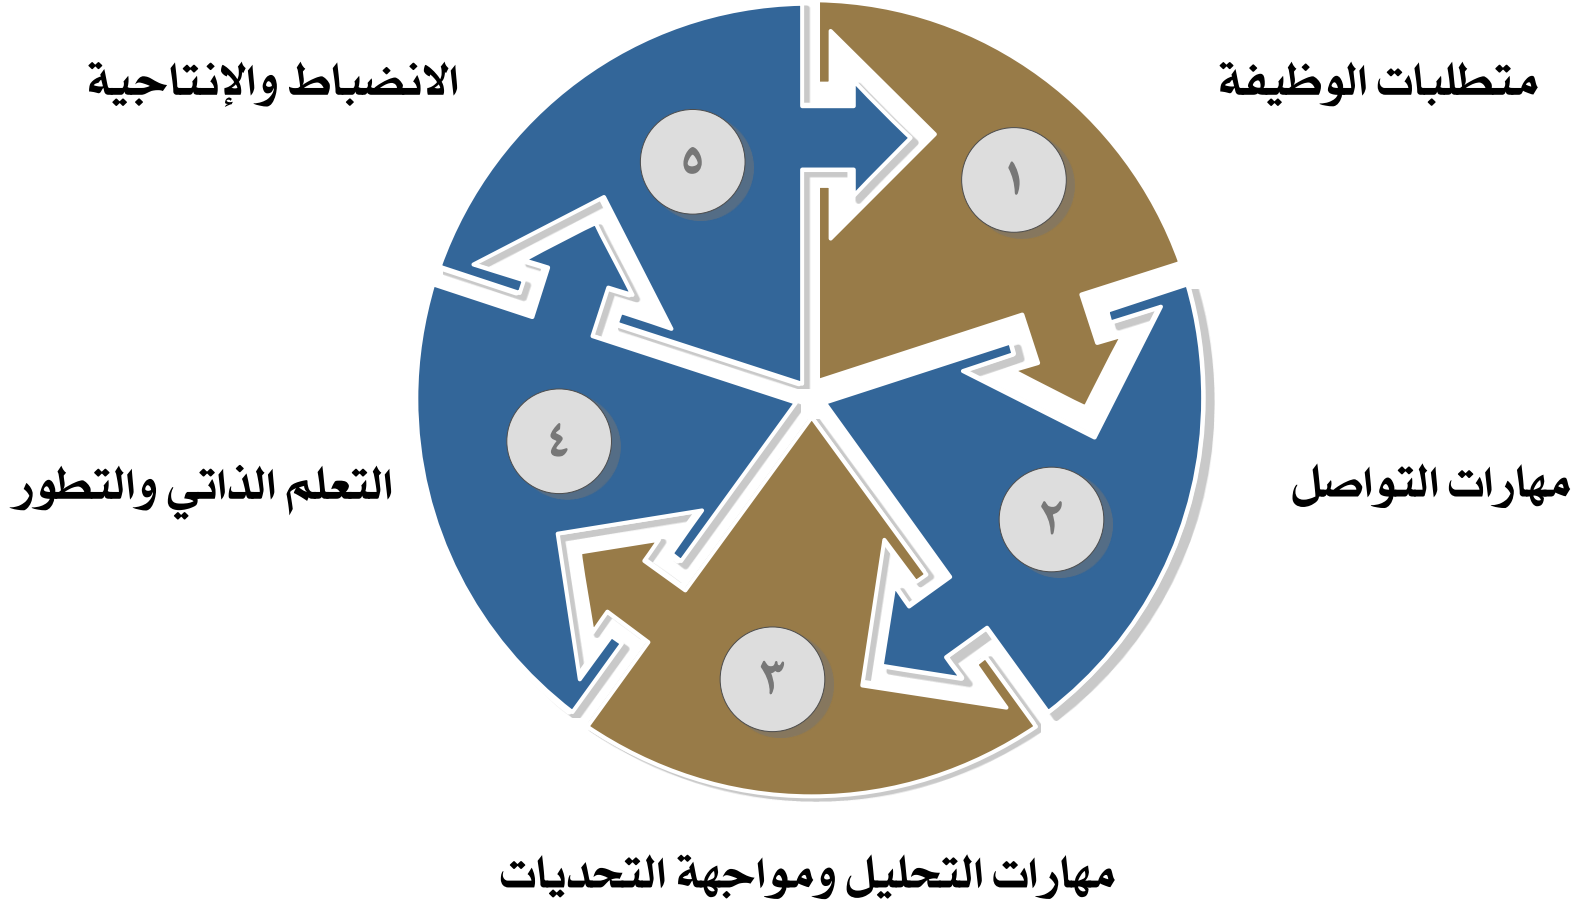 متطلبات الوظيفة
١
مهارات التواصل
٢
مهارات التحليل ومواجهة التحديات
٣
التعلم الذاتي والتطور
٤
الانضباط والإنتاجية
٥